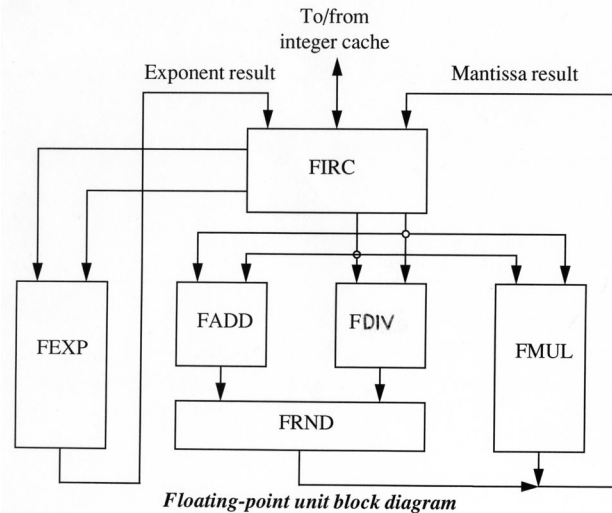 To/from
integer cache
Exponent result
Mantissa result
FIRC
FEXP
FADD
FDIV
FMUL
FRND
Floating-point unit block diagram